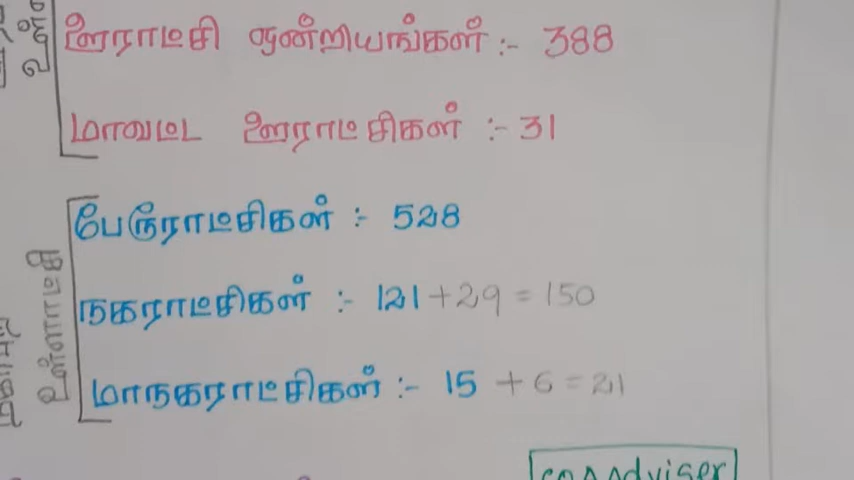 ஊராட்சி ஒன்றியங்கள் :- 388
மாவட்ட ஊராட்சிகள் :- 31
உள்ளாட்சி
பேரூராட்சிகள் :- 528
நகராட்சிகள் :- 121 + 29 = 150
மாநகராட்சிகள் :- 15 + 6 = 21